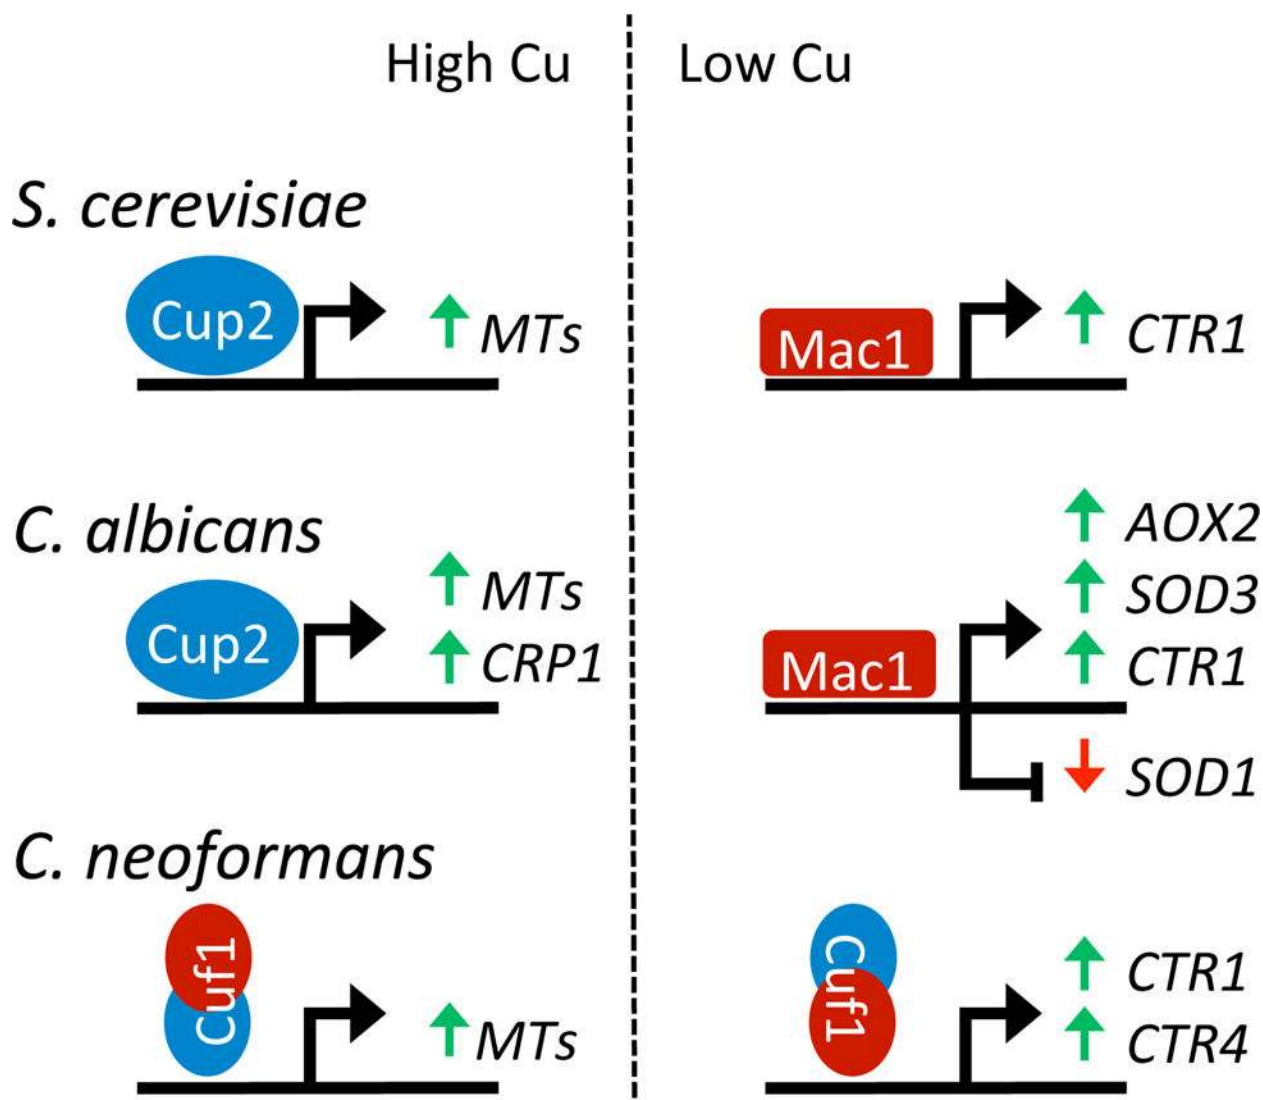 High Cu
Low Cu
S. cerevisiae
Cup2
MTs
Mac1
CTR1
C. albicans
Cup2
MTs
CRP1
Mac1
AOX2
SOD3
CTR1
SOD1
C. neoformans
Cuf1
MTs
Cuf1
CTR1
CTR4